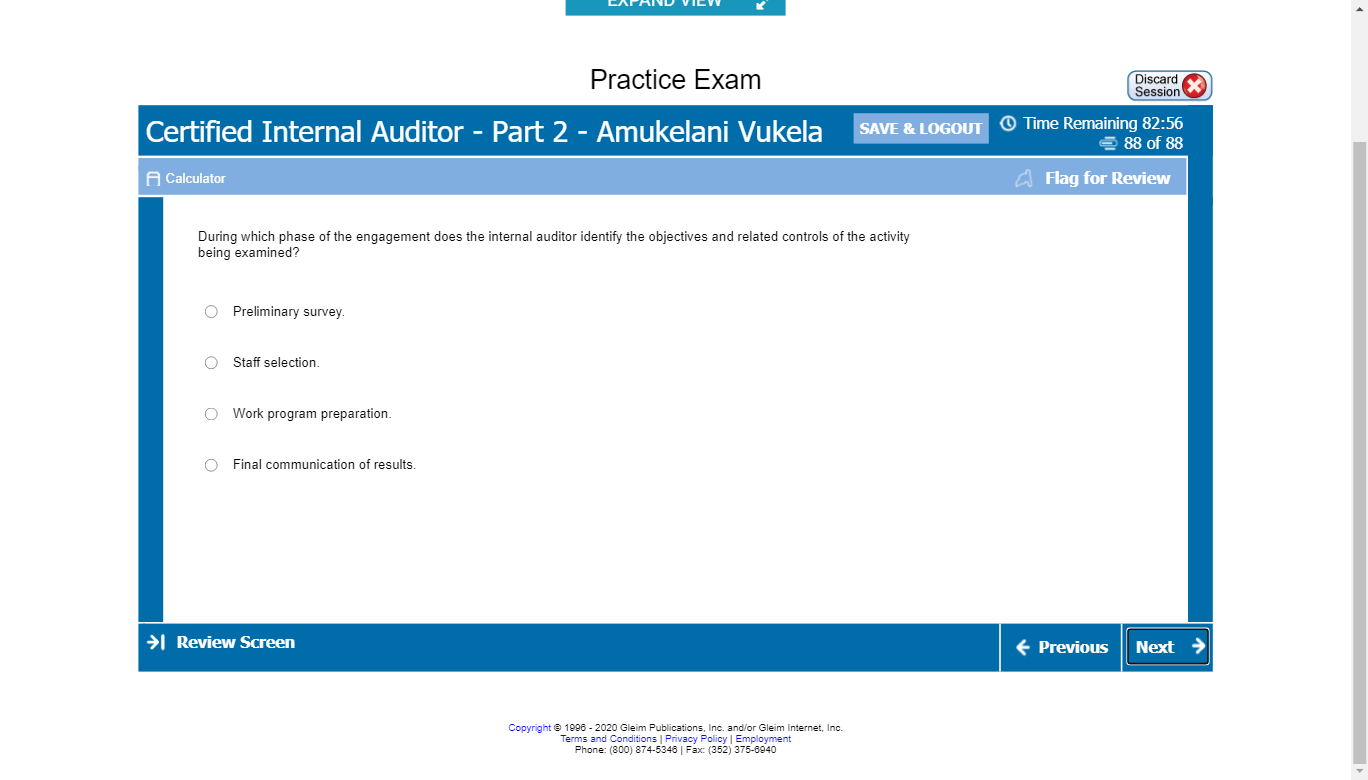 EXPAND VIEW
Practice Exam
Discard
Session
Certified Internal Auditor - Part 2 - Amukelani Vukela
SAVE & LOGOUT
Time Remaining 82:56
88 of 88
Calculator
Flag for Review
During which phase of the engagement does the internal auditor identify the objectives and related controls of the activity
being examined?
Preliminary survey.
Staff selection.
Work program preparation.
Final communication of results.
Review Screen
Previous
Next
Copyright © 1996 - 2020 Gleim Publications, Inc. and/or Gleim Internet, Inc.
Terms and Conditions | Privacy Policy | Employment
Phone: (800) 874-5346 | Fax: (352) 375-6940